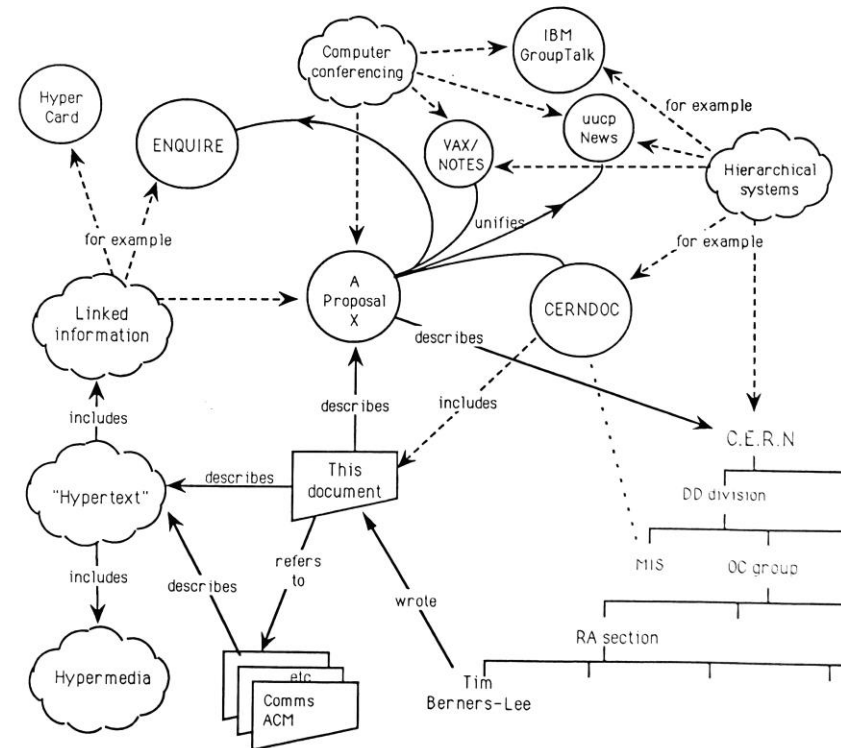 IBM
GroupTalk
Computer
conferencing
Hyper
Card
ENQUIRE
VAX/
NOTES
uucp
News
for example
Hierarchical
systems
unifies
for example
for example
A
Proposal
X
CERNDOC
Linked
information
describes
includes
describes
includes
C.E.R.N
This
document
describes
"Hypertext"
DD division
MIS
OC group
refers
to
includes
describes
wrote
RA section
Hypermedia
etc
Comms
ACM
Tim
Berners-Lee